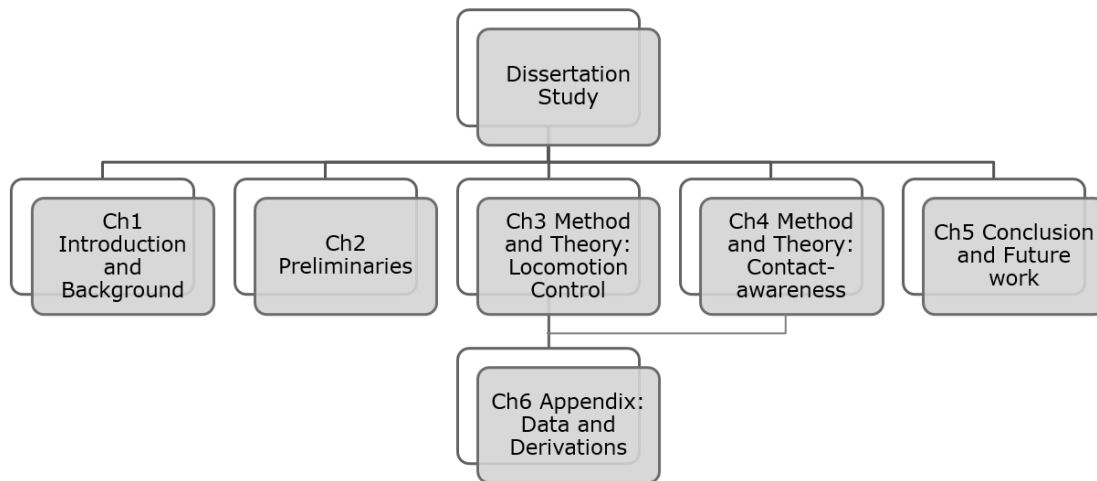 Dissertation
Study
Ch1
Introduction
and
Background
Ch2
Preliminaries
Ch3 Method
and Theory:
Locomotion
Control
Ch4 Method
and Theory:
Contact-
awareness
Ch5 Conclusion
and Future
work
Ch6 Appendix:
Data and
Derivations